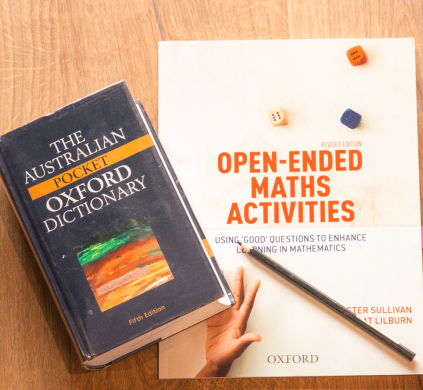 THE
AUSTRALIAN
POCKET
OXFORD
DICTIONARY
Fifth Edition
REVISED EDITION
OPEN-ENDED
MATHS
ACTIVITIES
USING 'GOOD' QUESTIONS TO ENHANCE
LEARNING IN MATHEMATICS
SULLIVAN
LILBURN
OXFORD